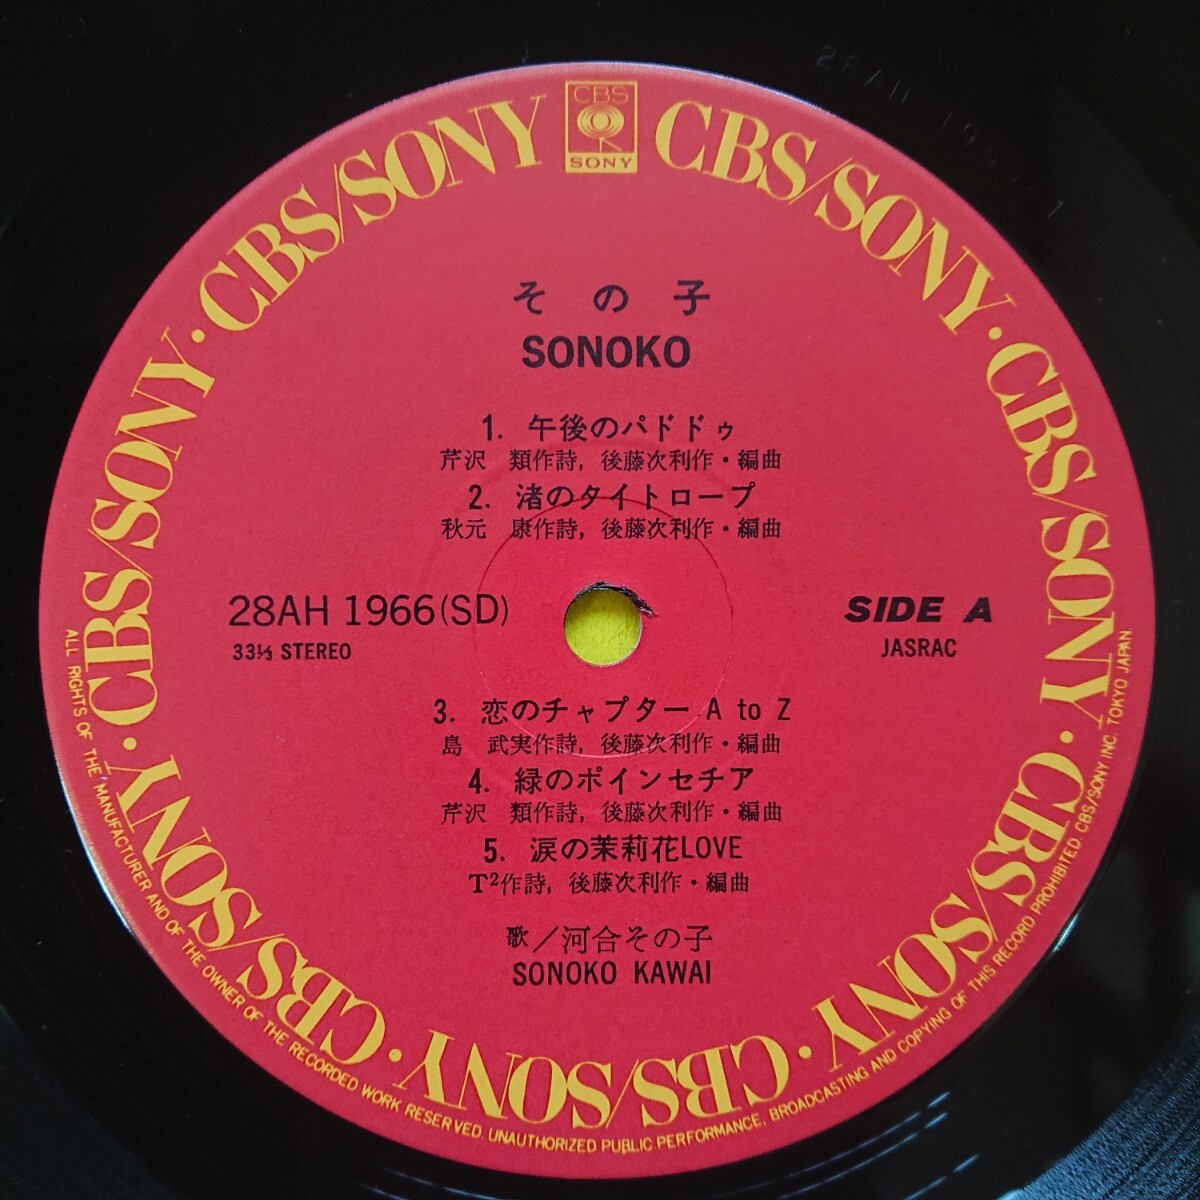 CBS
SONY
CBS/SONY · CBS/SONY · CBS/SONY · CBS/SONY · CBS/SONY · CBS/SONY · CBS/SONY · CBS/SONY · CBS/SONY · CBS/SONY
その子
SONOKO
1. 午後のパドドゥ
芹沢 類作詩, 後藤次利作・編曲
2. 渚のタイトロープ
秋元 康作詩, 後藤次利作・編曲
28AH 1966(SD)
33⅓ STEREO
SIDE A
JASRAC
3. 恋のチャプター A to Z
島 武実作詩, 後藤次利作・編曲
4. 緑のポインセチア
芹沢 類作詩, 後藤次利作・編曲
5. 涙の茉莉花LOVE
T²作詩, 後藤次利作・編曲
歌／河合その子
SONOKO KAWAI
ALL RIGHTS OF THE MANUFACTURER AND OF THE OWNER OF THE RECORDED WORK RESERVED. UNAUTHORIZED PUBLIC PERFORMANCE, BROADCASTING AND COPYING OF THIS RECORD PROHIBITED. CBS/SONY INC. TOKYO JAPAN.